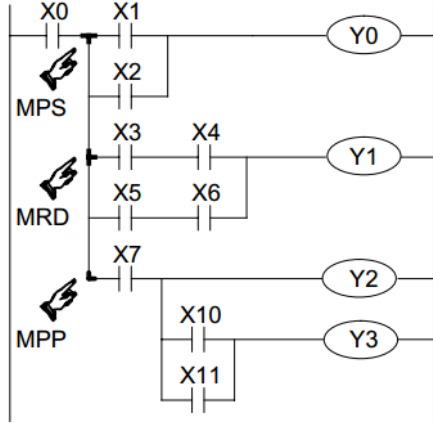 X0 X1 Y0
X2
MPS
X3 X4 Y1
X5 X6
MRD
X7 Y2
X10 Y3
MPP
X11